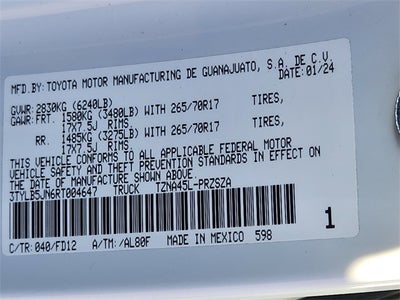 MFD.BY: TOYOTA MOTOR MANUFACTURING DE GUANAJUATO, S.A. DE C.V.
DATE: 01/24
GVWR: 2830KG (6240LB)
GAWR: FRT. 1580KG (3480LB) WITH 265/70R17 TIRES,
17X7.5J RIMS,
RR. 1485KG (3275LB) WITH 265/70R17 TIRES,
17X7.5J RIMS
THIS VEHICLE CONFORMS TO ALL APPLICABLE FEDERAL MOTOR
VEHICLE SAFETY AND THEFT PREVENTION STANDARDS IN EFFECT ON
THE DATE OF MANUFACTURE SHOWN ABOVE.
3TYLB5JN6RT004647 TRUCK TZNA45L-PRZSZA
1
C/TR: 040/FD12 A/TM: /AL80F MADE IN MEXICO 598